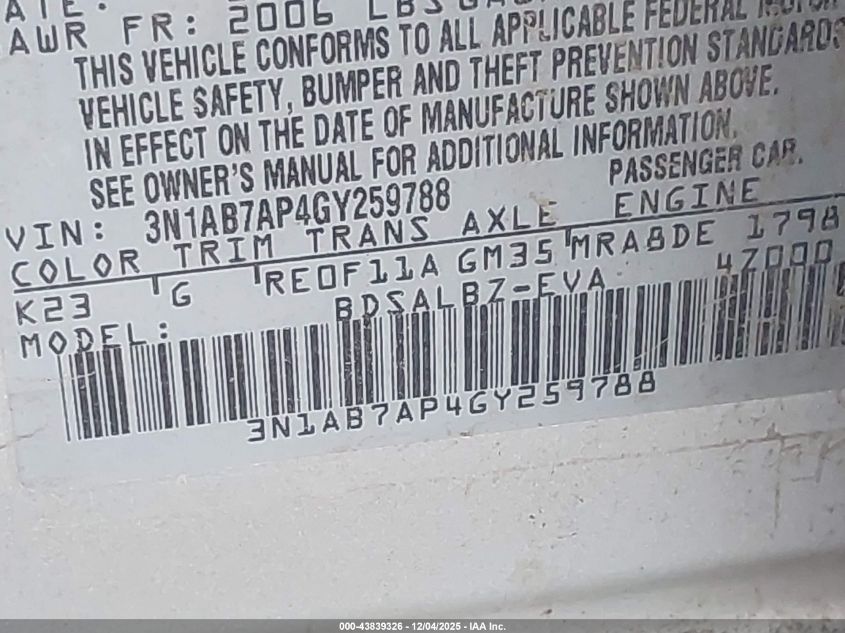 AWR FR: 2006 LBS
THIS VEHICLE CONFORMS TO ALL APPLICABLE FEDERAL MOTOR
VEHICLE SAFETY, BUMPER AND THEFT PREVENTION STANDARDS
IN EFFECT ON THE DATE OF MANUFACTURE SHOWN ABOVE.
SEE OWNER'S MANUAL FOR ADDITIONAL INFORMATION.
PASSENGER CAR.
VIN: 3N1AB7AP4GY259788
COLOR TRIM TRANS AXLE ENGINE
K23 G RE0F11A GM35 MRA8DE 1798
MODEL: BDSALBZ-EVA 4Z000
3N1AB7AP4GY259788
000-43839326 - 12/04/2025 - IAA Inc.